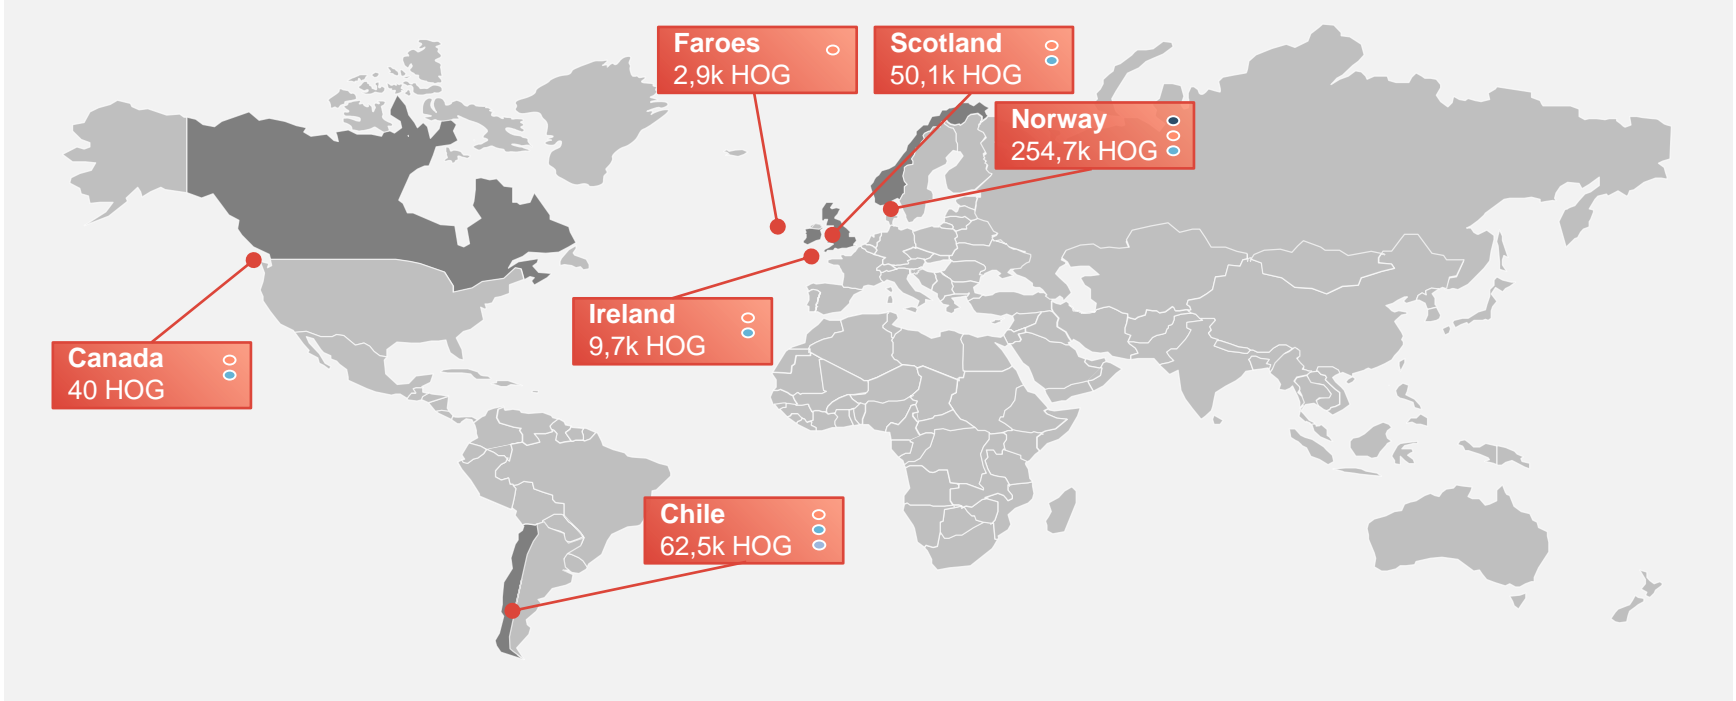 Faroes
2,9k HOG
Scotland
50,1k HOG
Norway
254,7k HOG
Ireland
9,7k HOG
Canada
40 HOG
Chile
62,5k HOG